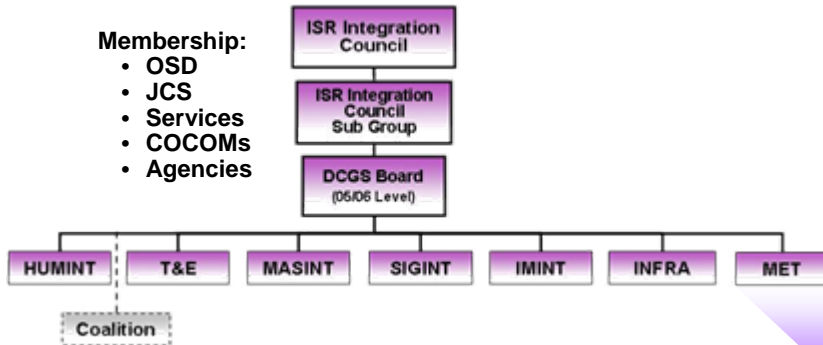 Membership:
• OSD
• JCS
• Services
• COCOMs
• Agencies
ISR Integration
Council
ISR Integration
Council
Sub Group
DCGS Board
(05/06 Level)
HUMINT
T&E
MASINT
SIGINT
IMINT
INFRA
MET
Coalition